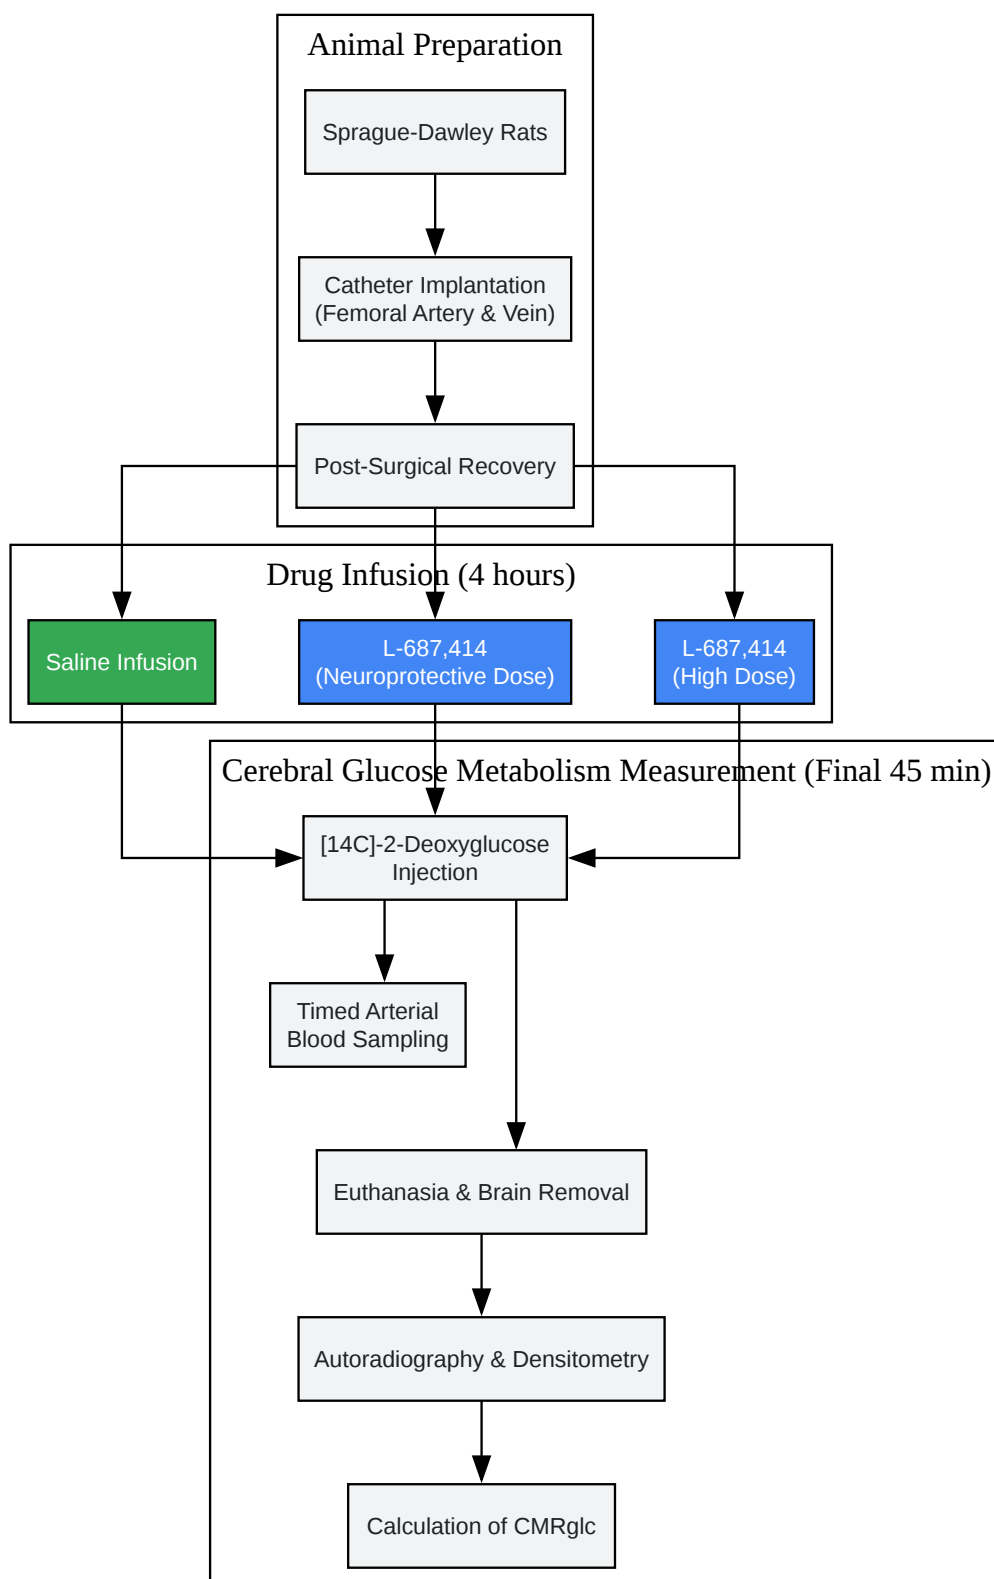 Animal Preparation
Sprague-Dawley Rats
Catheter Implantation
(Femoral Artery & Vein)
Post-Surgical Recovery
Drug Infusion (4 hours)
Saline Infusion
L-687,414
(Neuroprotective Dose)
L-687,414
(High Dose)
Cerebral Glucose Metabolism Measurement (Final 45 min)
[14C]-2-Deoxyglucose
Injection
Timed Arterial
Blood Sampling
Euthanasia & Brain Removal
Autoradiography & Densitometry
Calculation of CMRglc